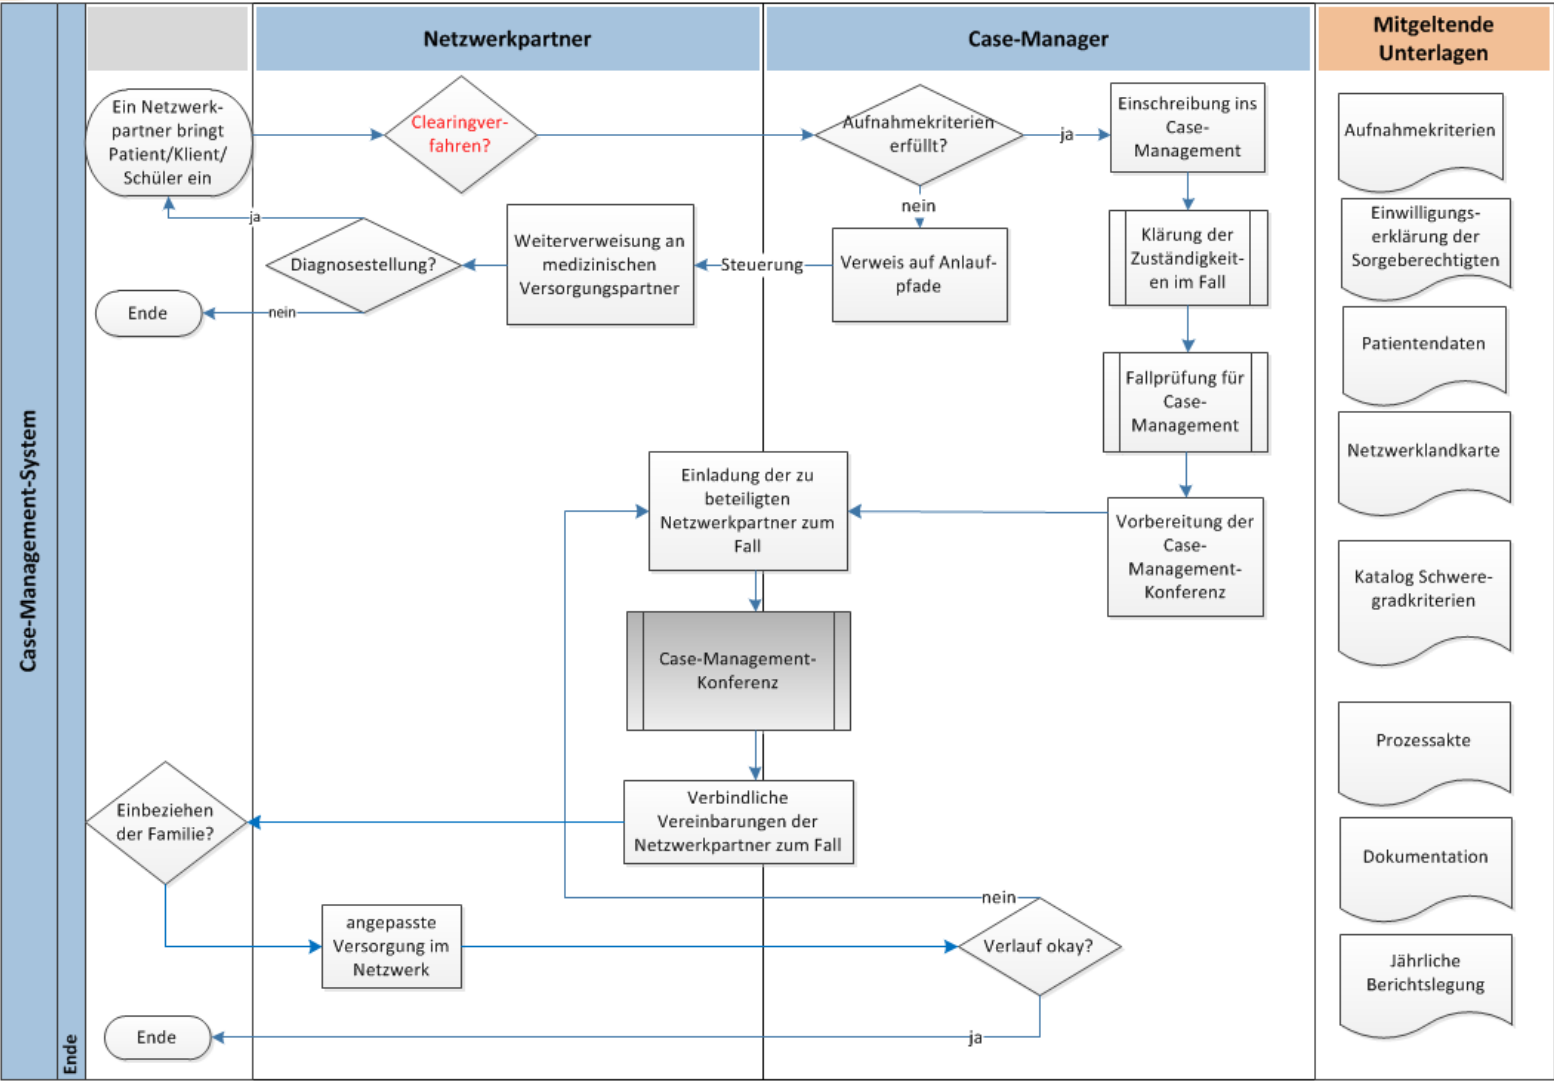 Netzwerkpartner
Case-Manager
Mitgeltende
Unterlagen
Case-Management-System
Ende
Ein Netzwerk-
partner bringt
Patient/Klient/
Schüler ein
Clearingver-
fahren?
Aufnahmekriterien
erfüllt?
ja
Einschreibung ins
Case-
Management
Aufnahmekriterien
nein
ja
Diagnosestellung?
Weiterverweisung an
medizinischen
Versorgungspartner
Steuerung
Verweis auf Anlauf-
pfade
Klärung der
Zuständigkeit-
en im Fall
Einwilligungs-
erklärung der
Sorgeberechtigten
Ende
nein
Fallprüfung für
Case-
Management
Patientendaten
Einladung der zu
beteiligten
Netzwerkpartner zum
Fall
Vorbereitung der
Case-
Management-
Konferenz
Netzwerklandkarte
Case-Management-
Konferenz
Katalog Schwere-
gradkriterien
Verbindliche
Vereinbarungen der
Netzwerkpartner zum Fall
Prozessakte
Einbeziehen
der Familie?
Dokumentation
nein
angepasste
Versorgung im
Netzwerk
Verlauf okay?
Jährliche
Berichtslegung
Ende
ja